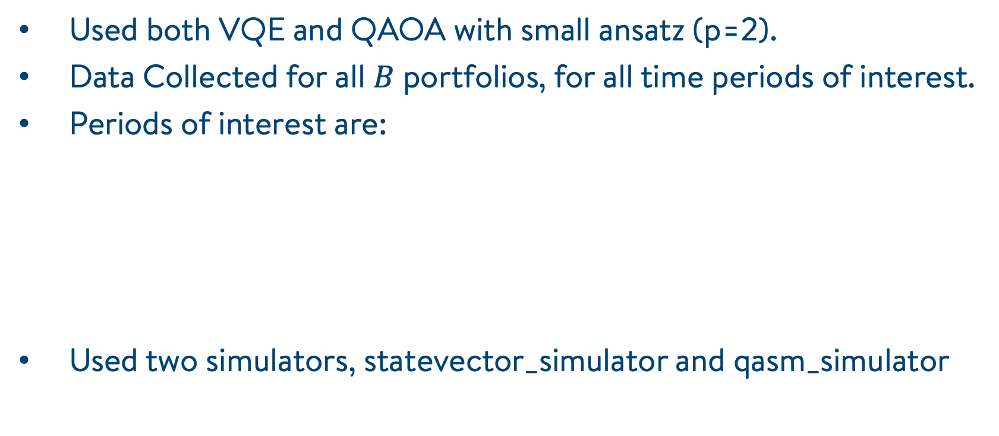 • Used both VQE and QAOA with small ansatz (p=2).
• Data Collected for all B portfolios, for all time periods of interest.
• Periods of interest are:
• Used two simulators, statevector_simulator and qasm_simulator